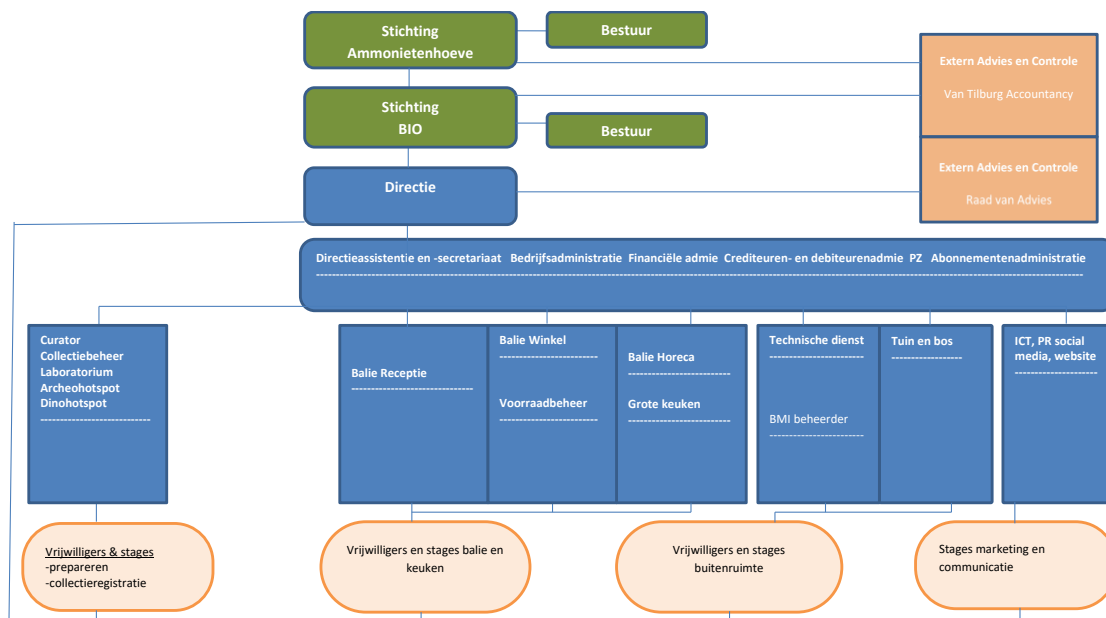 Stichting
Ammonietenhoeve
Bestuur
Extern Advies en Controle
Van Tilburg Accountancy
Stichting
BIO
Bestuur
Extern Advies en Controle
Raad van Advies
Directie
Directieassistentie en -secretariaat Bedrijfsadministratie Financiële admie Crediteuren- en debiteurenadmie PZ Abonnementenadministratie
Curator
Collectiebeheer
Laboratorium
Archeohotspot
Dinohotspot
Balie Receptie
Balie Winkel
Voorraadbeheer
Balie Horeca
Grote keuken
Technische dienst
BMI beheerder
Tuin en bos
ICT, PR social
media, website
Vrijwilligers & stages
-prepareren
-collectieregistratie
Vrijwilligers en stages balie en
keuken
Vrijwilligers en stages
buitenruimte
Stages marketing en
communicatie